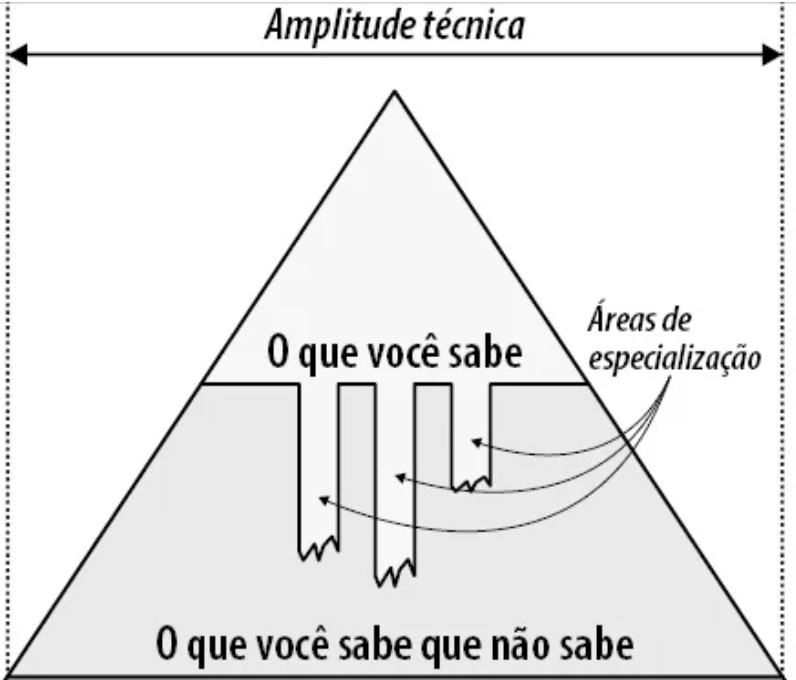 Amplitude técnica
Áreas de
especialização
O que você sabe
O que você sabe que não sabe